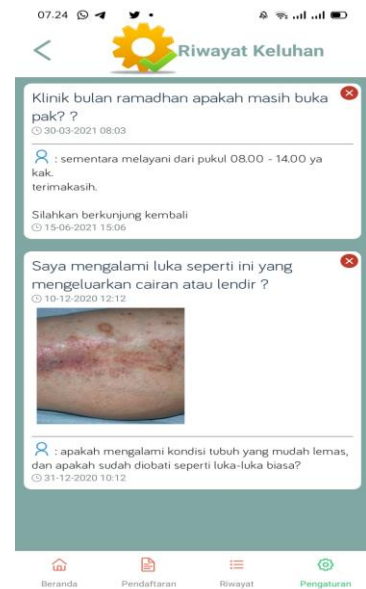 07.24
Riwayat Keluhan
Klinik bulan ramadhan apakah masih buka
pak? ?
30-03-2021 08:03
: sementara melayani dari pukul 08.00 - 14.00 ya
kak.
terimakasih.
Silahkan berkunjung kembali
15-06-2021 15:06
Saya mengalami luka seperti ini yang
mengeluarkan cairan atau lendir ?
10-12-2020 12:12
: apakah mengalami kondisi tubuh yang mudah lemas,
dan apakah sudah diobati seperti luka-luka biasa?
31-12-2020 10:12
Beranda Pendaftaran Riwayat Pengaturan